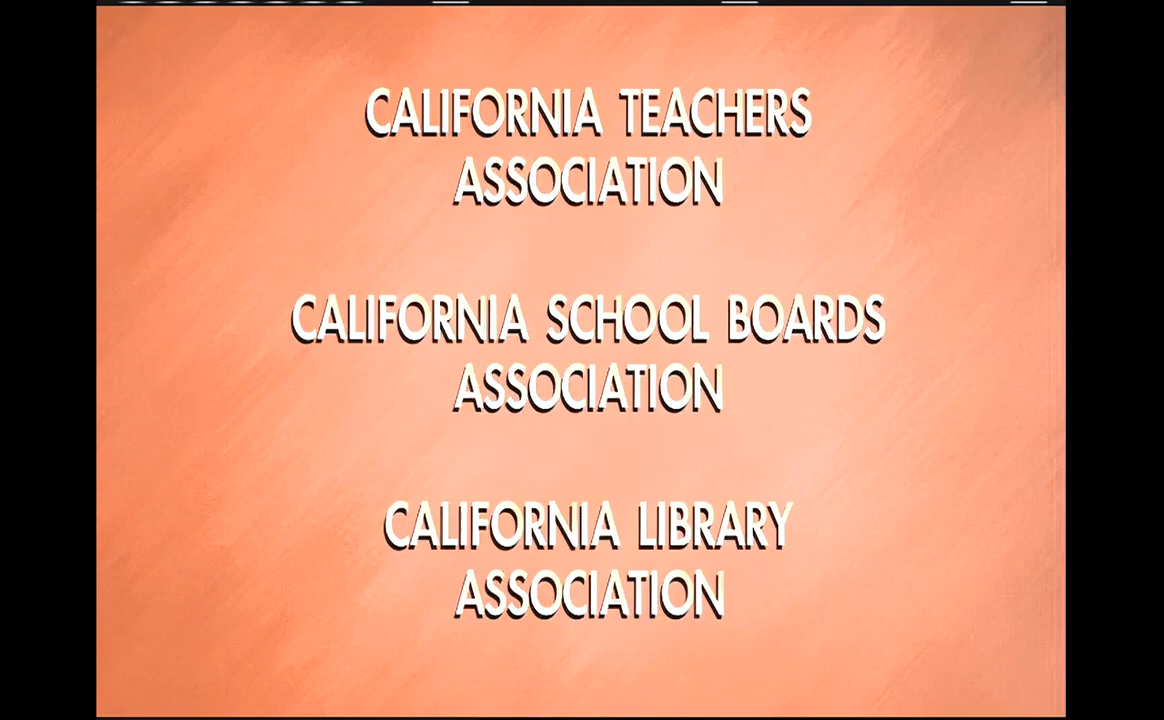 CALIFORNIA TEACHERS
ASSOCIATION
CALIFORNIA SCHOOL BOARDS
ASSOCIATION
CALIFORNIA LIBRARY
ASSOCIATION